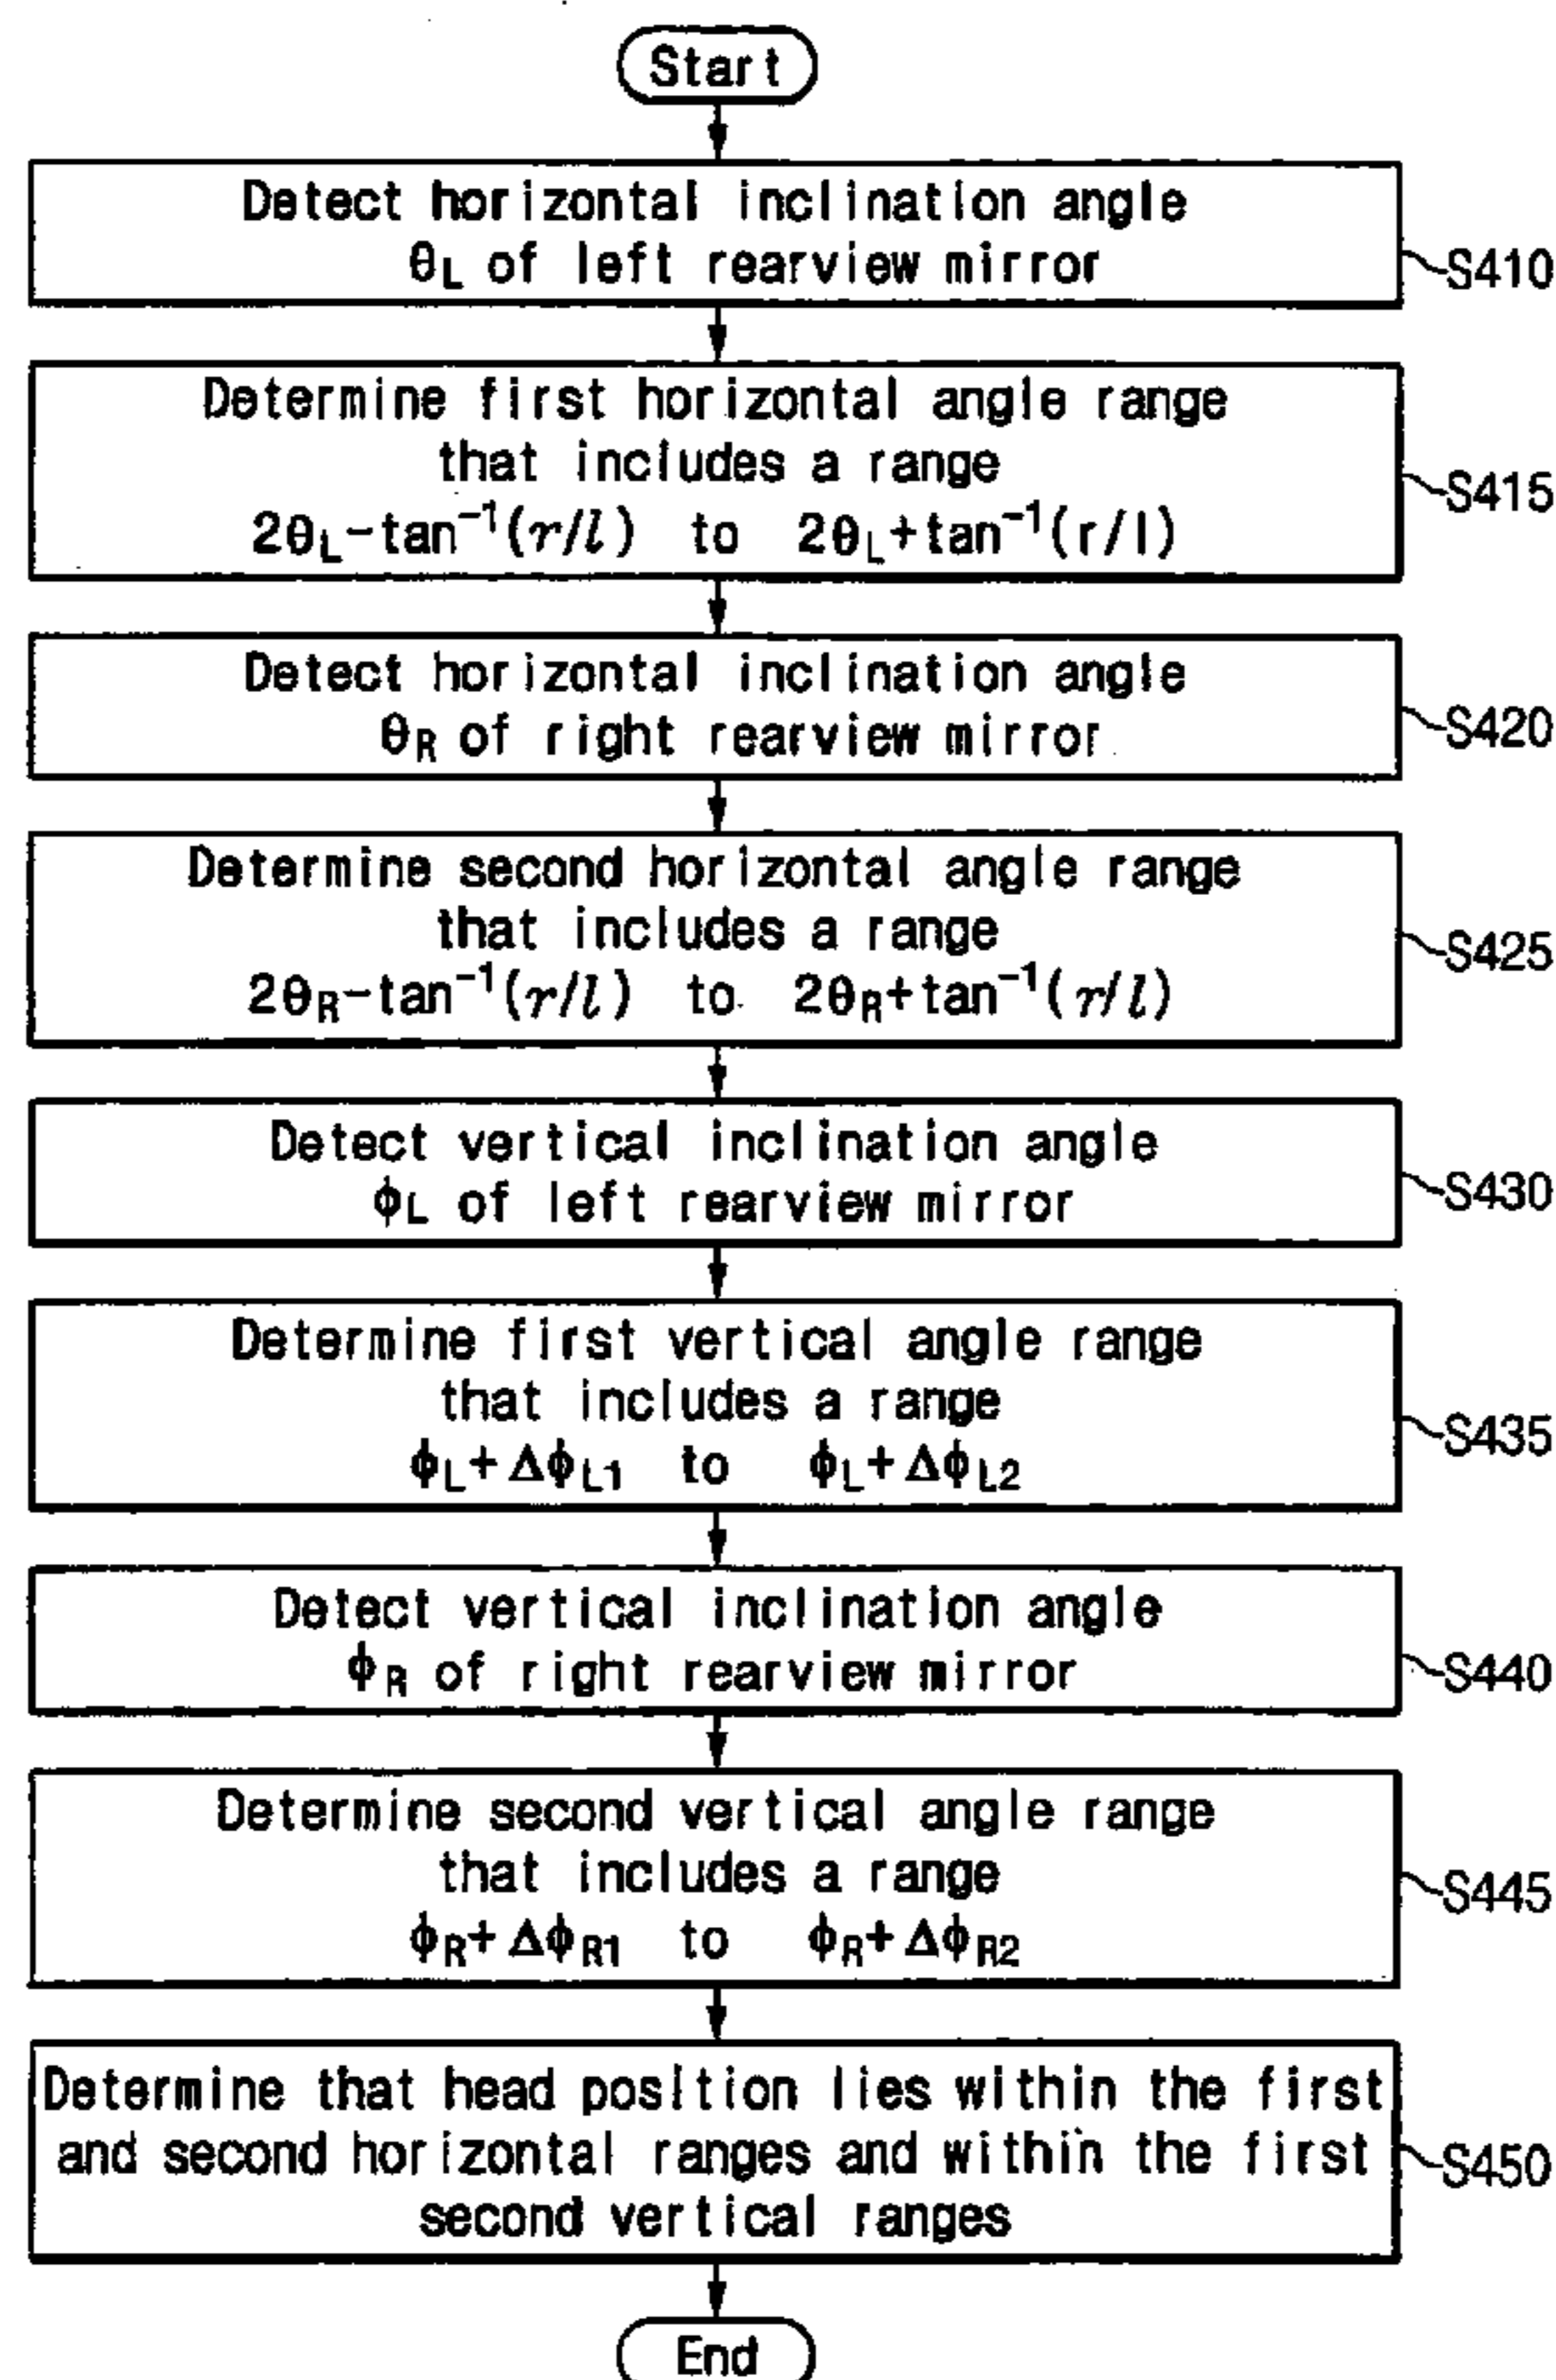 Start
Detect horizontal inclination angle
θL of left rearview mirror
S410
Determine first horizontal angle range
that includes a range
2θL-tan⁻¹(r/l) to 2θL+tan⁻¹(r/l)
S415
Detect horizontal inclination angle
θR of right rearview mirror
S420
Determine second horizontal angle range
that includes a range
2θR-tan⁻¹(r/l) to 2θR+tan⁻¹(r/l)
S425
Detect vertical inclination angle
ϕL of left rearview mirror
S430
Determine first vertical angle range
that includes a range
ϕL+ΔϕL1 to ϕL+ΔϕL2
S435
Detect vertical inclination angle
ϕR of right rearview mirror
S440
Determine second vertical angle range
that includes a range
ϕR+ΔϕR1 to ϕR+ΔϕR2
S445
Determine that head position lies within the first
and second horizontal ranges and within the first
second vertical ranges
S450
End